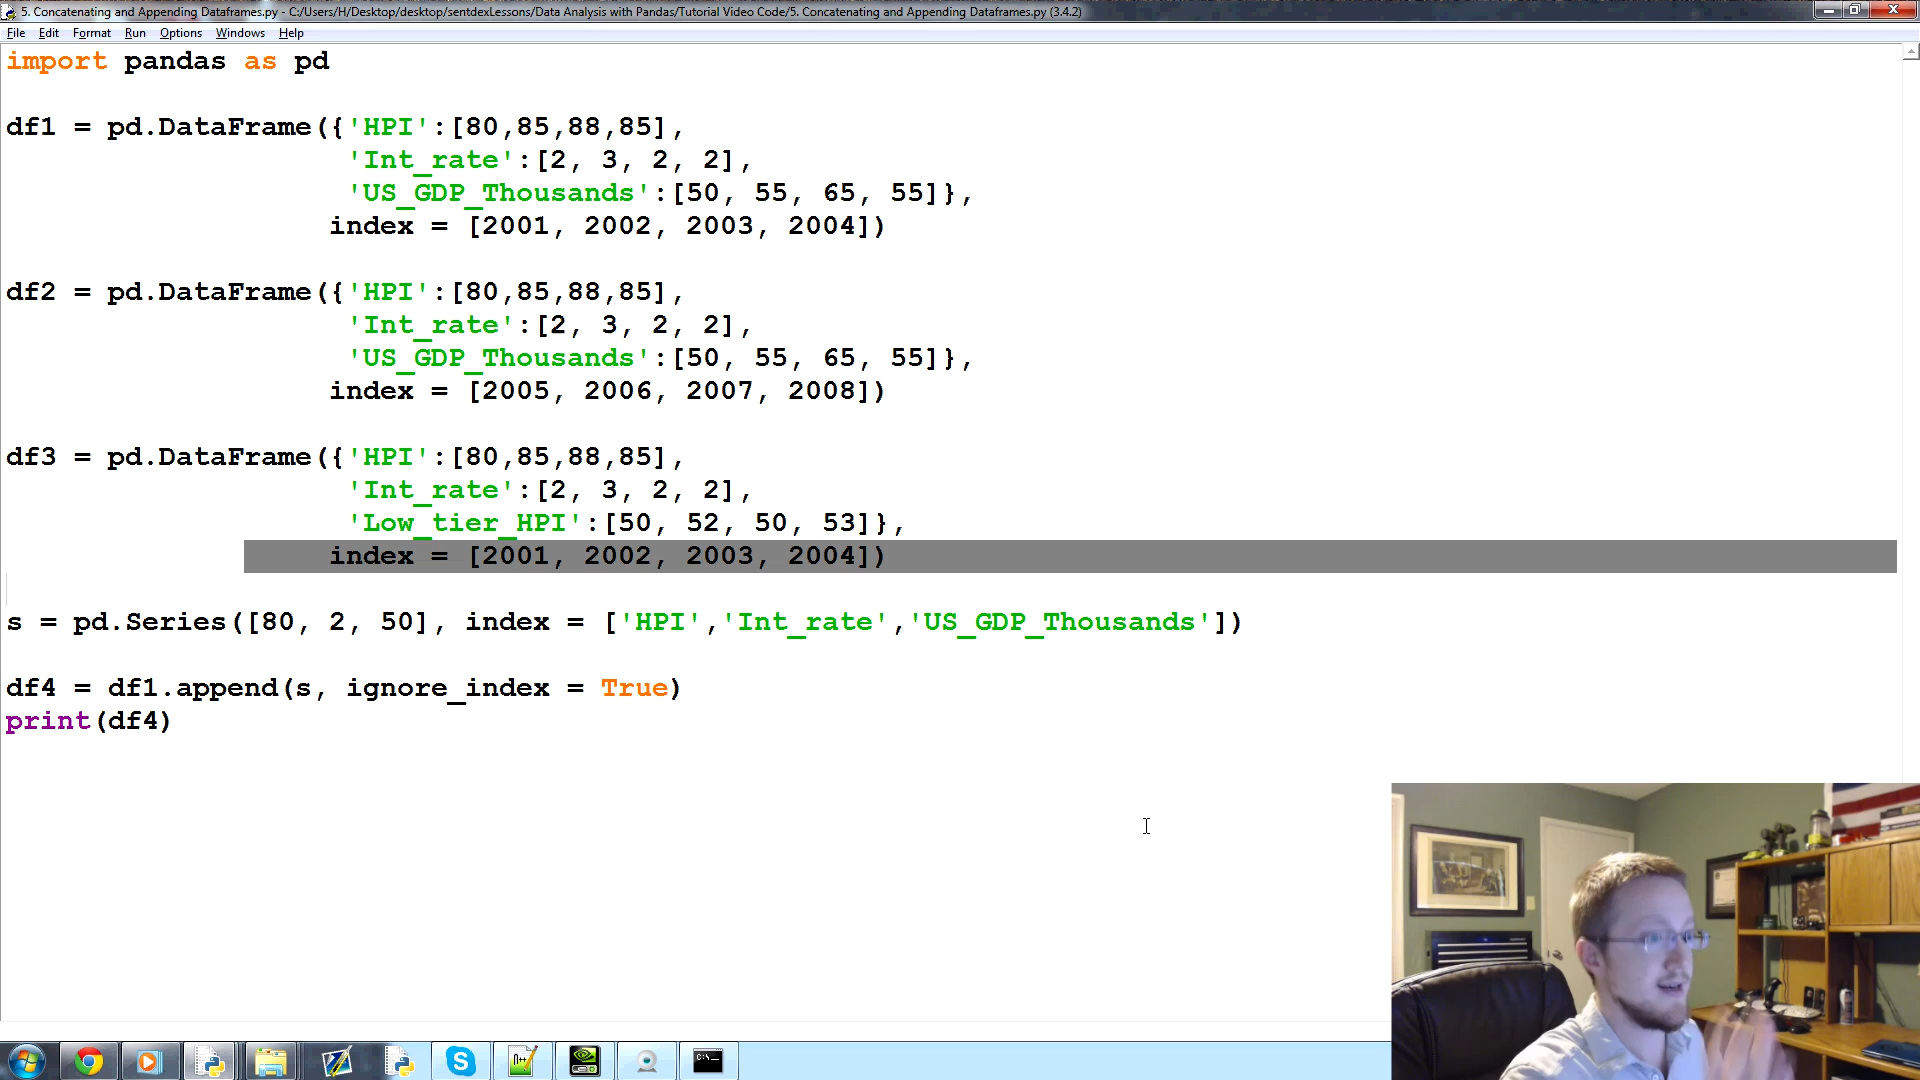 5. Concatenating and Appending Dataframes.py - C:/Users/H/Desktop/desktop/sentdexLessons/Data Analysis with Pandas/Tutorial Video Code/5. Concatenating and Appending Dataframes.py (3.4.2)
File Edit Format Run Options Windows Help
import pandas as pd
df1 = pd.DataFrame({'HPI':[80,85,88,85],
'Int_rate':[2, 3, 2, 2],
'US_GDP_Thousands':[50, 55, 65, 55]},
index = [2001, 2002, 2003, 2004])
df2 = pd.DataFrame({'HPI':[80,85,88,85],
'Int_rate':[2, 3, 2, 2],
'US_GDP_Thousands':[50, 55, 65, 55]},
index = [2005, 2006, 2007, 2008])
df3 = pd.DataFrame({'HPI':[80,85,88,85],
'Int_rate':[2, 3, 2, 2],
'Low_tier_HPI':[50, 52, 50, 53]},
index = [2001, 2002, 2003, 2004])
s = pd.Series([80, 2, 50], index = ['HPI','Int_rate','US_GDP_Thousands'])
df4 = df1.append(s, ignore_index = True)
print(df4)